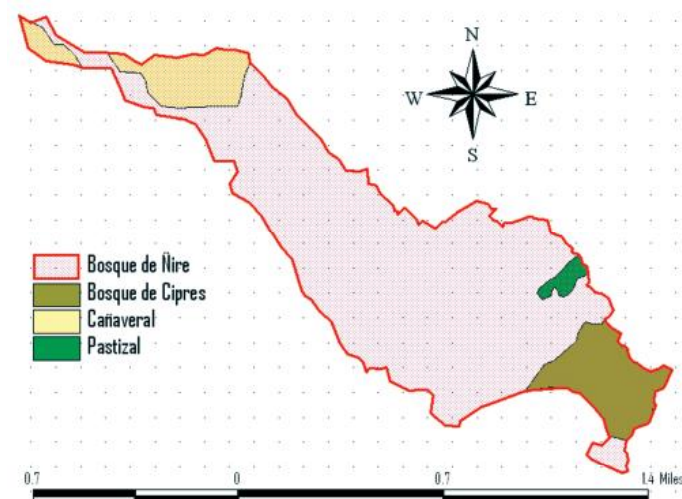 N
W E
S
Bosque de Ñire
Bosque de Cipres
Cañaveral
Pastizal
0.7 0 0.7 1.4 Miles